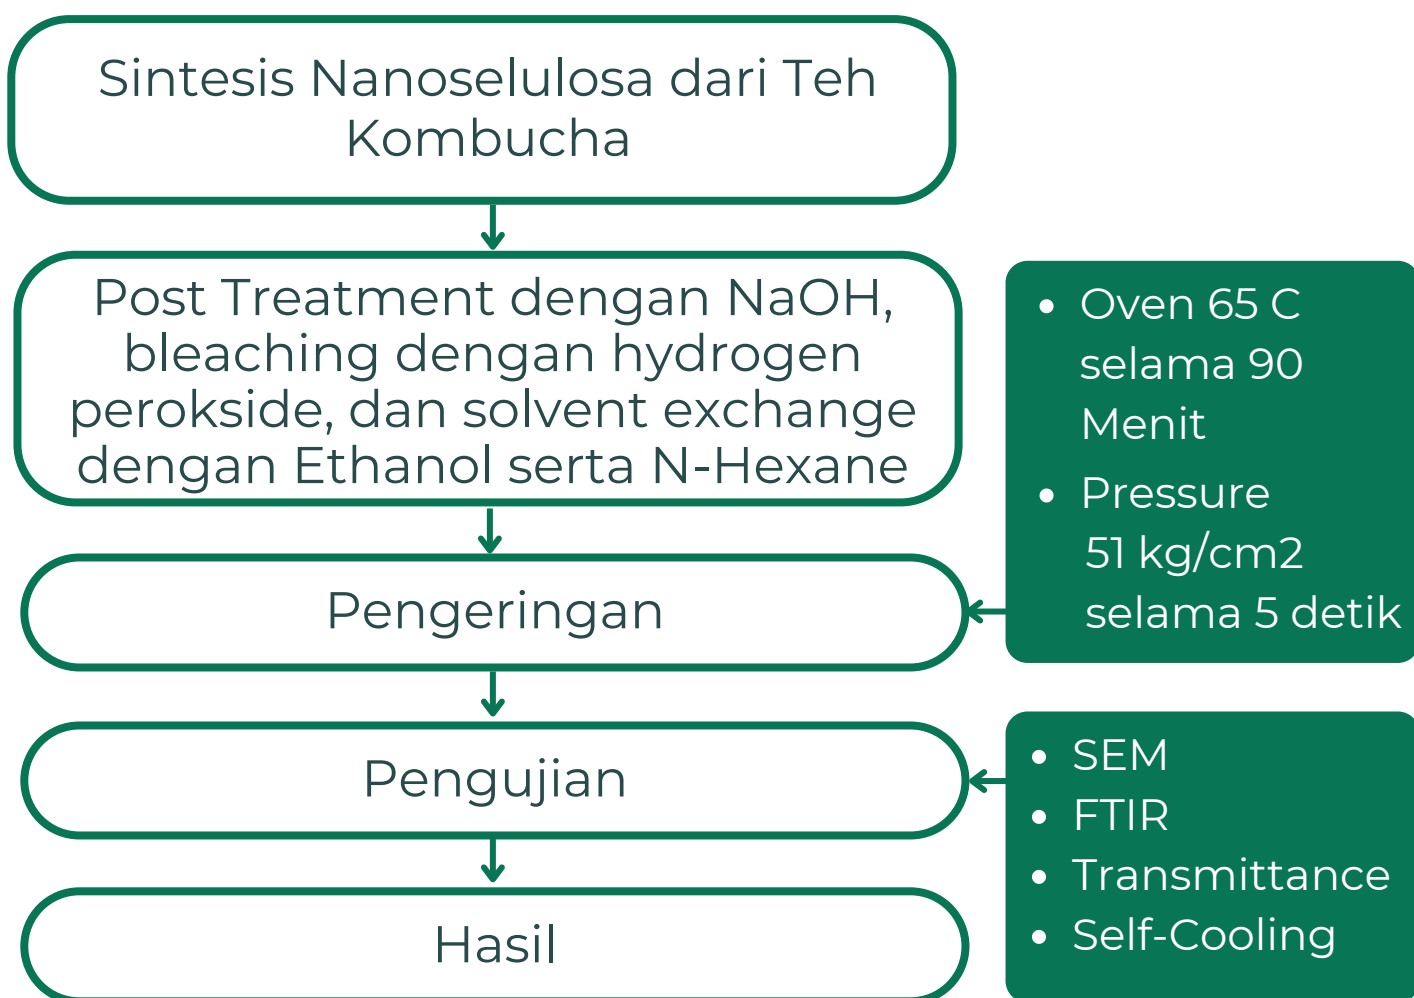 Sintesis Nanoselulosa dari Teh
Kombucha
Post Treatment dengan NaOH,
bleaching dengan hydrogen
perokside, dan solvent exchange
dengan Ethanol serta N-Hexane
• Oven 65 C
selama 90
Menit
• Pressure
51 kg/cm2
selama 5 detik
Pengeringan
Pengujian
• SEM
• FTIR
• Transmittance
• Self-Cooling
Hasil